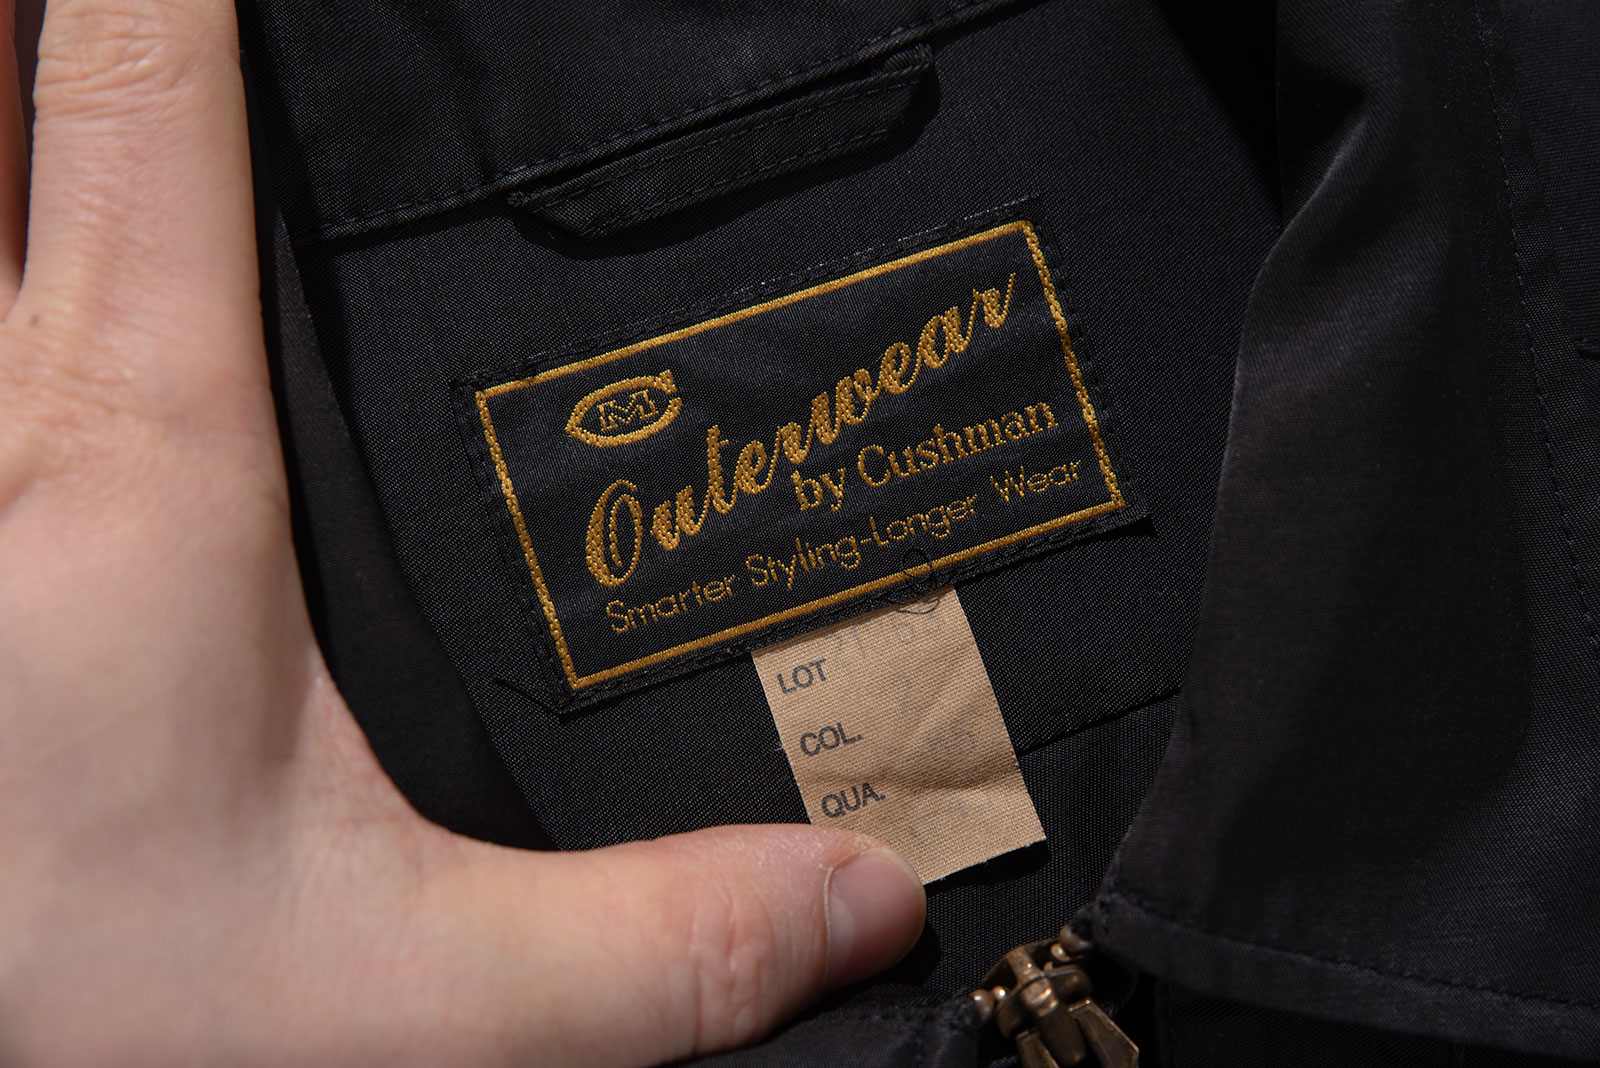 CM
Outerwear
by Cushman
Smarter Styling-Longer Wear
LOT
COL.
QUA.